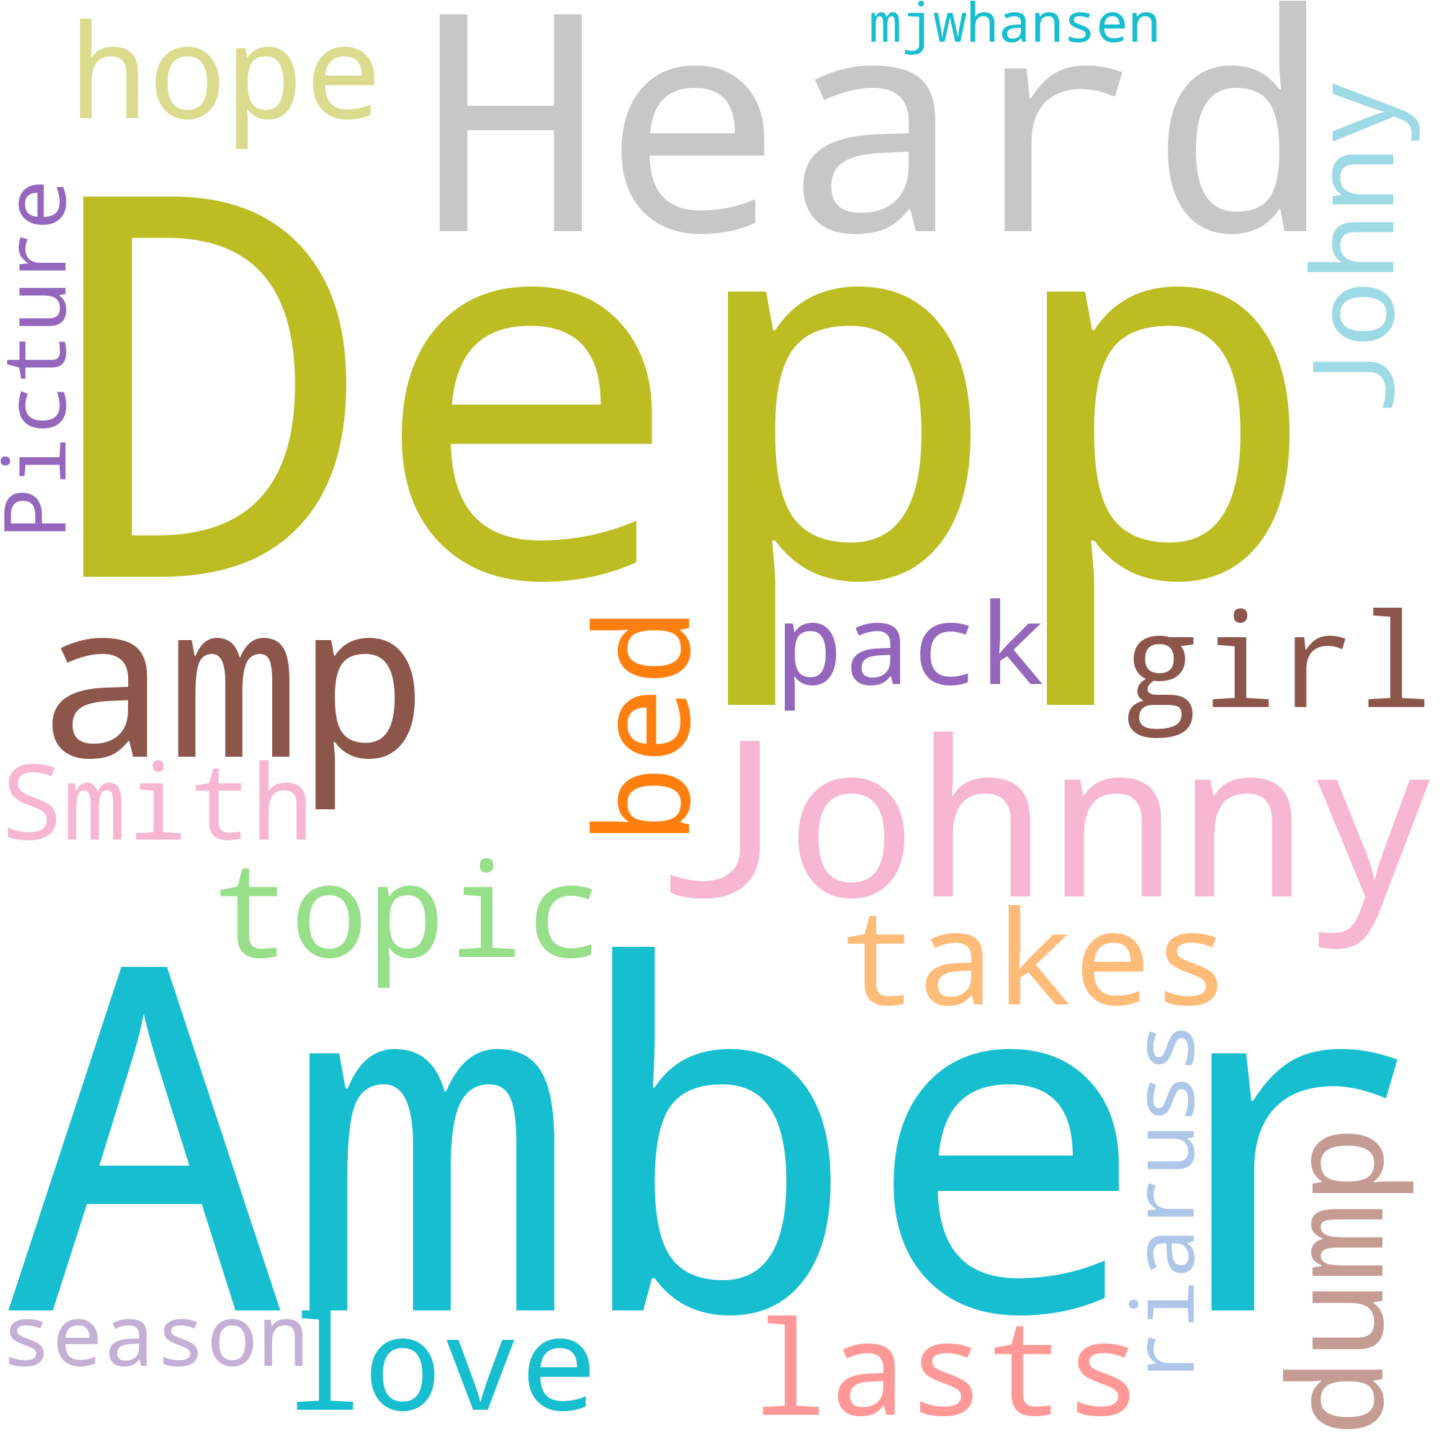 mjwhansen
hope
Heard
Johny
Picture
Depp
amp
bed
pack
girl
Smith
Johnny
topic
takes
Amber
riaruss
dump
season
love
lasts